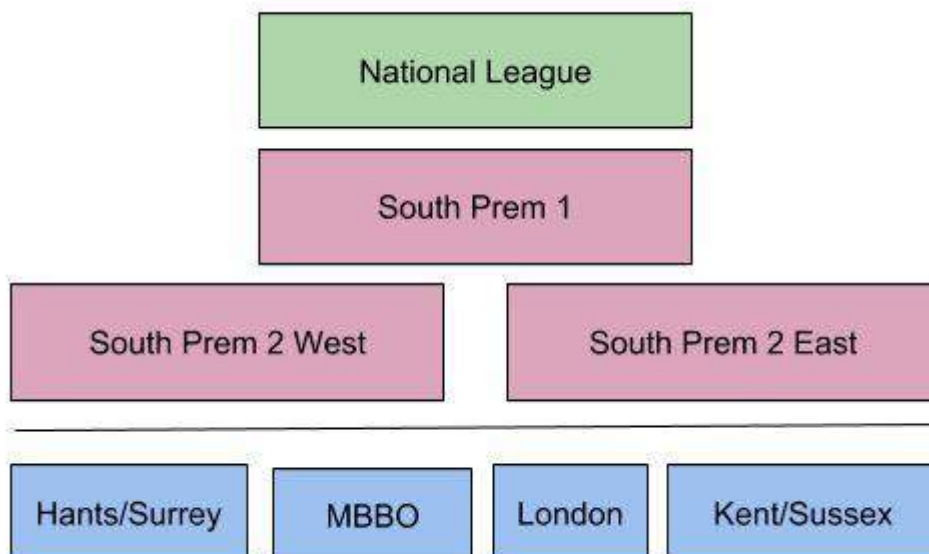 National League
South Prem 1
South Prem 2 West
South Prem 2 East
Hants/Surrey
MBBO
London
Kent/Sussex